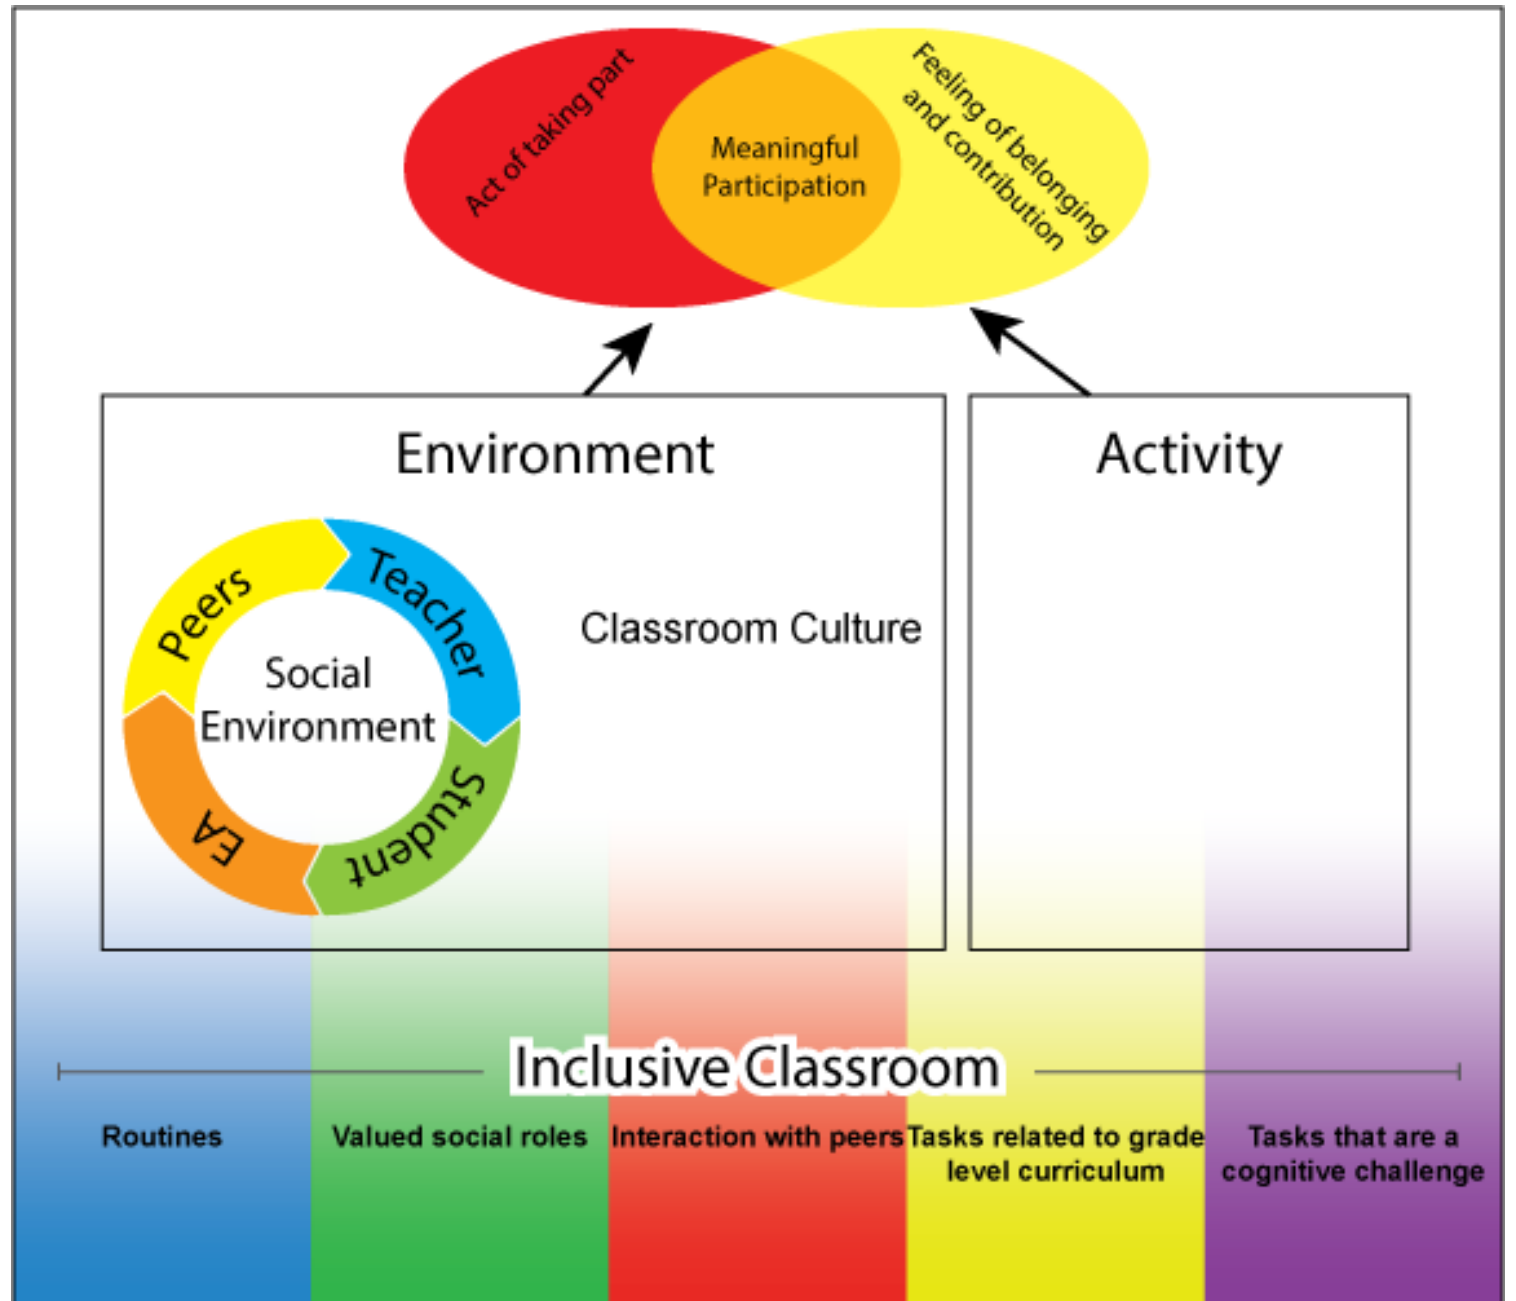 Act of taking part
Meaningful
Participation
Feeling of belonging
and contribution
Environment
Activity
Peers
Teacher
Student
EA
Social
Environment
Classroom Culture
Inclusive Classroom
Routines
Valued social roles
Interaction with peers
Tasks related to grade
level curriculum
Tasks that are a
cognitive challenge